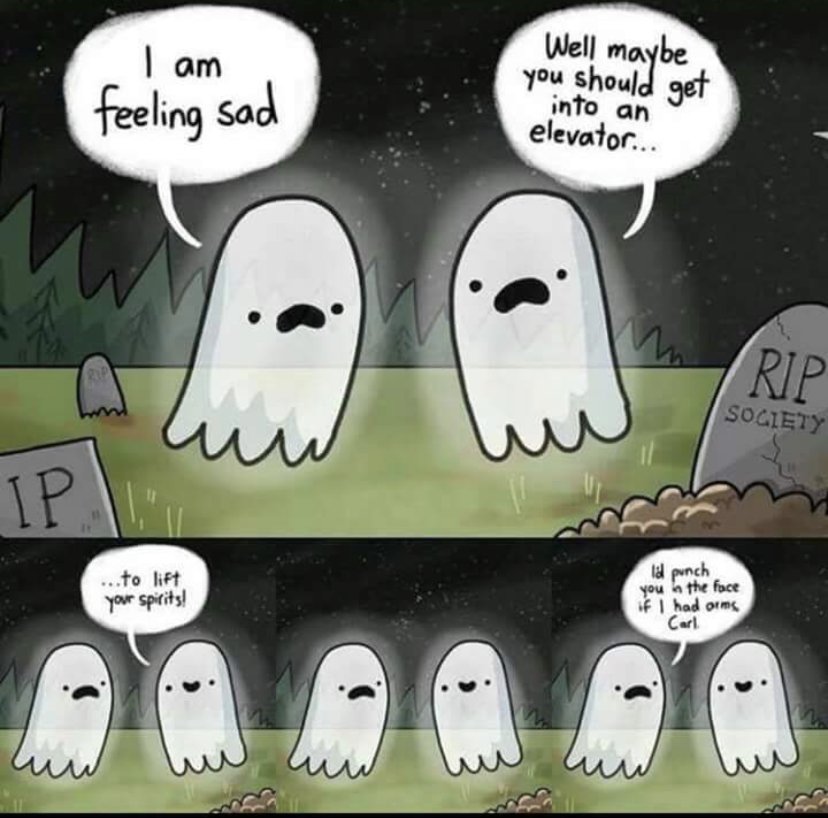 I am
feeling sad
Well maybe
you should get
into an
elevator...
RIP
RIP
SOCIETY
IP
...to lift
your spirits!
I'd punch
you in the face
if I had arms,
Carl.